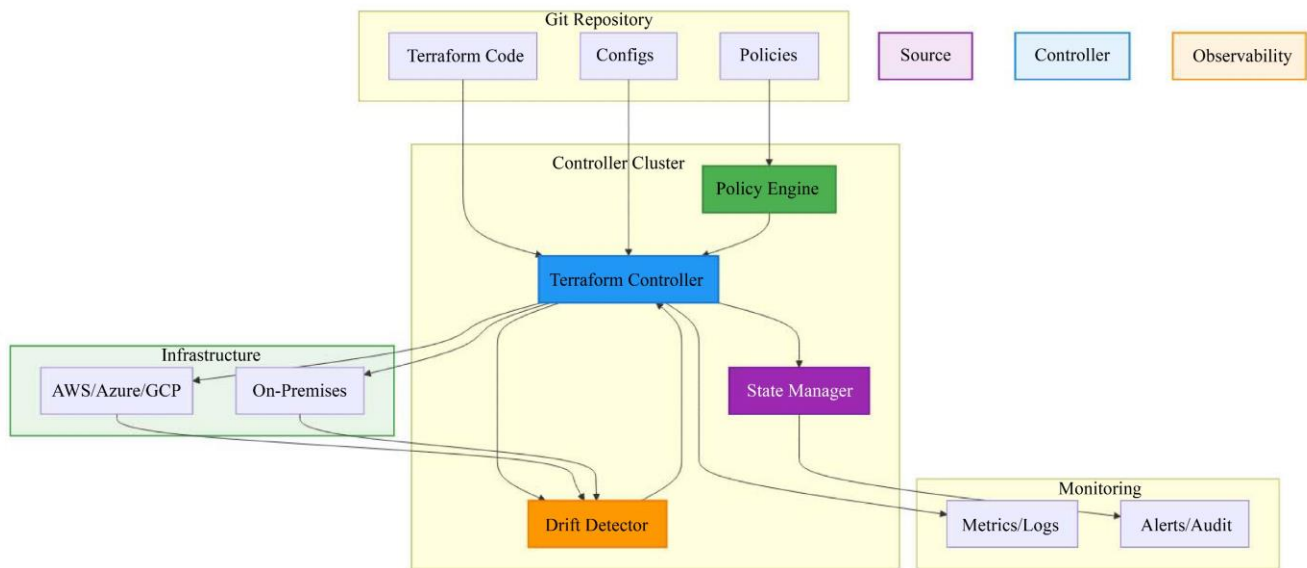 Git Repository
Terraform Code
Configs
Policies
Source
Controller
Observability
Controller Cluster
Policy Engine
Terraform Controller
Infrastructure
AWS/Azure/GCP
On-Premises
State Manager
Drift Detector
Monitoring
Metrics/Logs
Alerts/Audit